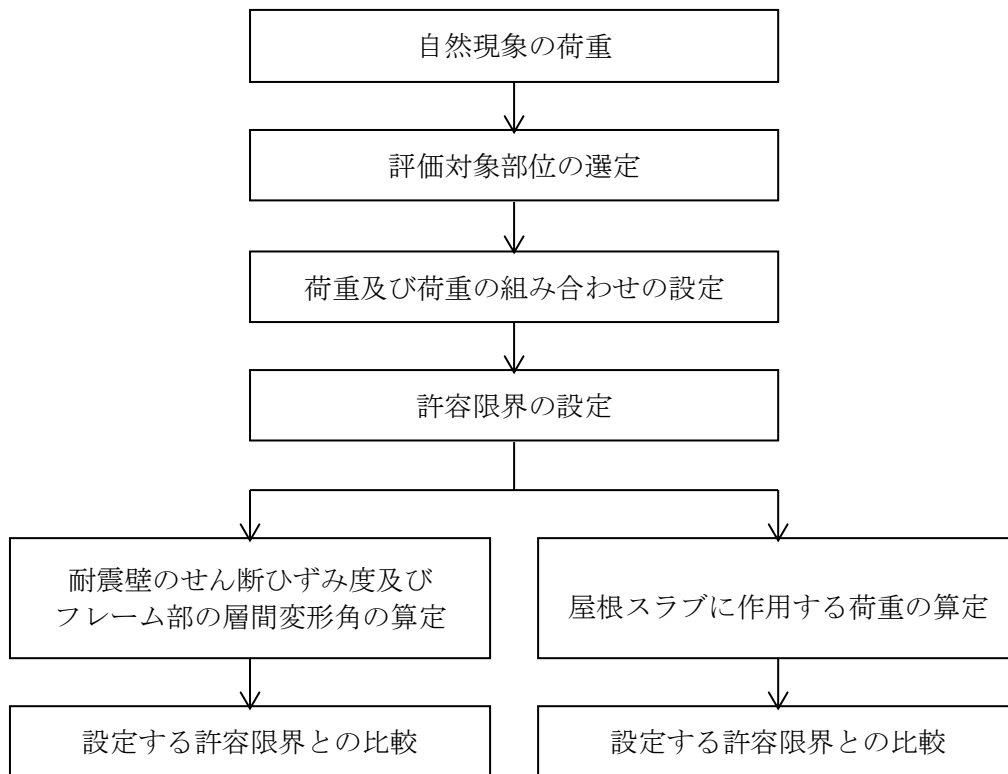 自然現象の荷重
評価対象部位の選定
荷重及び荷重の組み合わせの設定
許容限界の設定
耐震壁のせん断ひずみ度及び
フレーム部の層間変形角の算定
屋根スラブに作用する荷重の算定
設定する許容限界との比較
設定する許容限界との比較